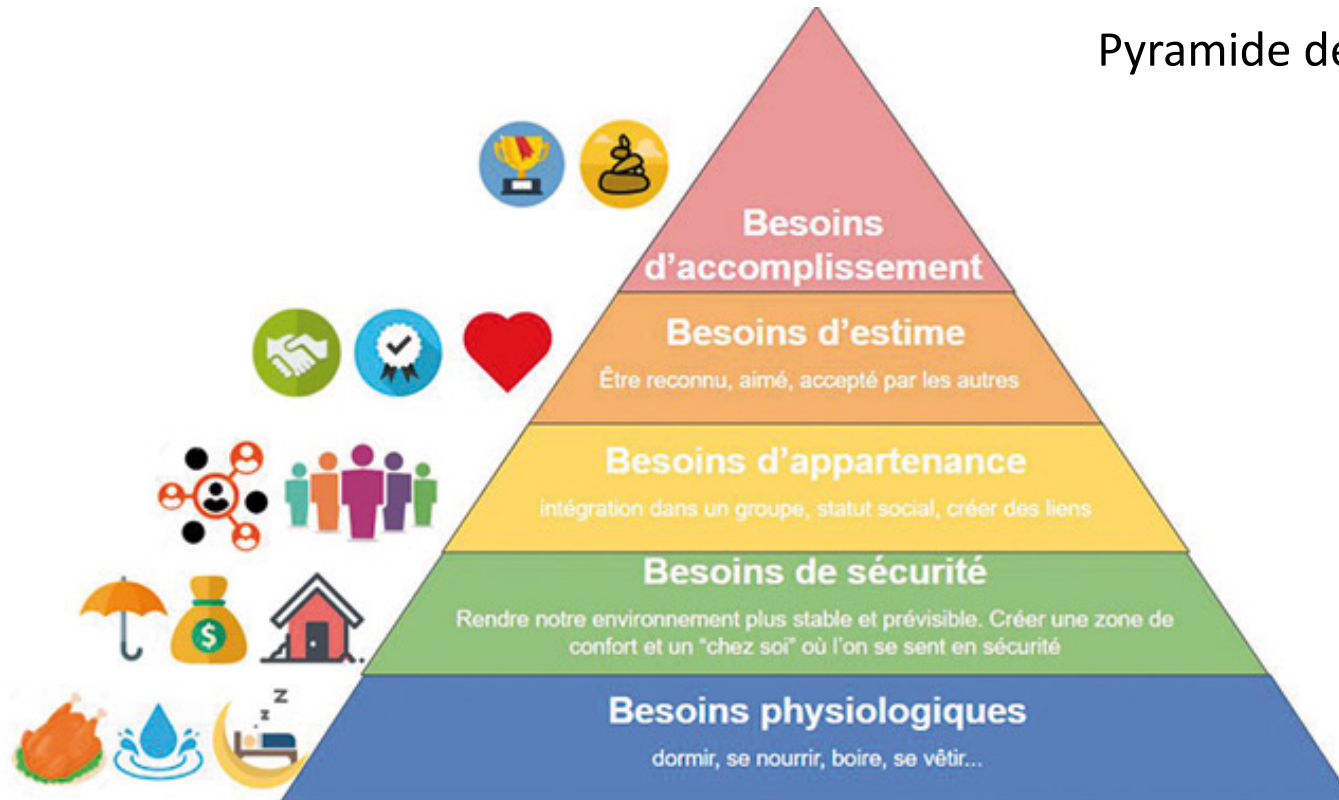 Pyramide de
Besoins
d'accomplissement
Besoins d'estime
Être reconnu, aimé, accepté par les autres
Besoins d'appartenance
intégration dans un groupe, statut social, créer des liens
Besoins de sécurité
Rendre notre environnement plus stable et prévisible. Créer une zone de
confort et un "chez soi" où l'on se sent en sécurité
Besoins physiologiques
dormir, se nourrir, boire, se vêtir...
$
z
z
Z